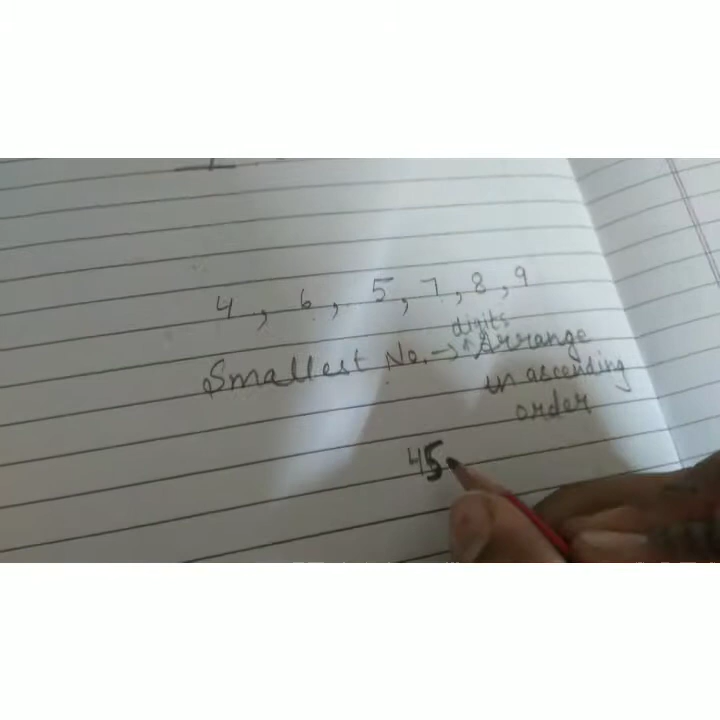 4, 6, 5, 7, 8, 9
digits
Smallest No. → ^ Arrange
in ascending
order
45